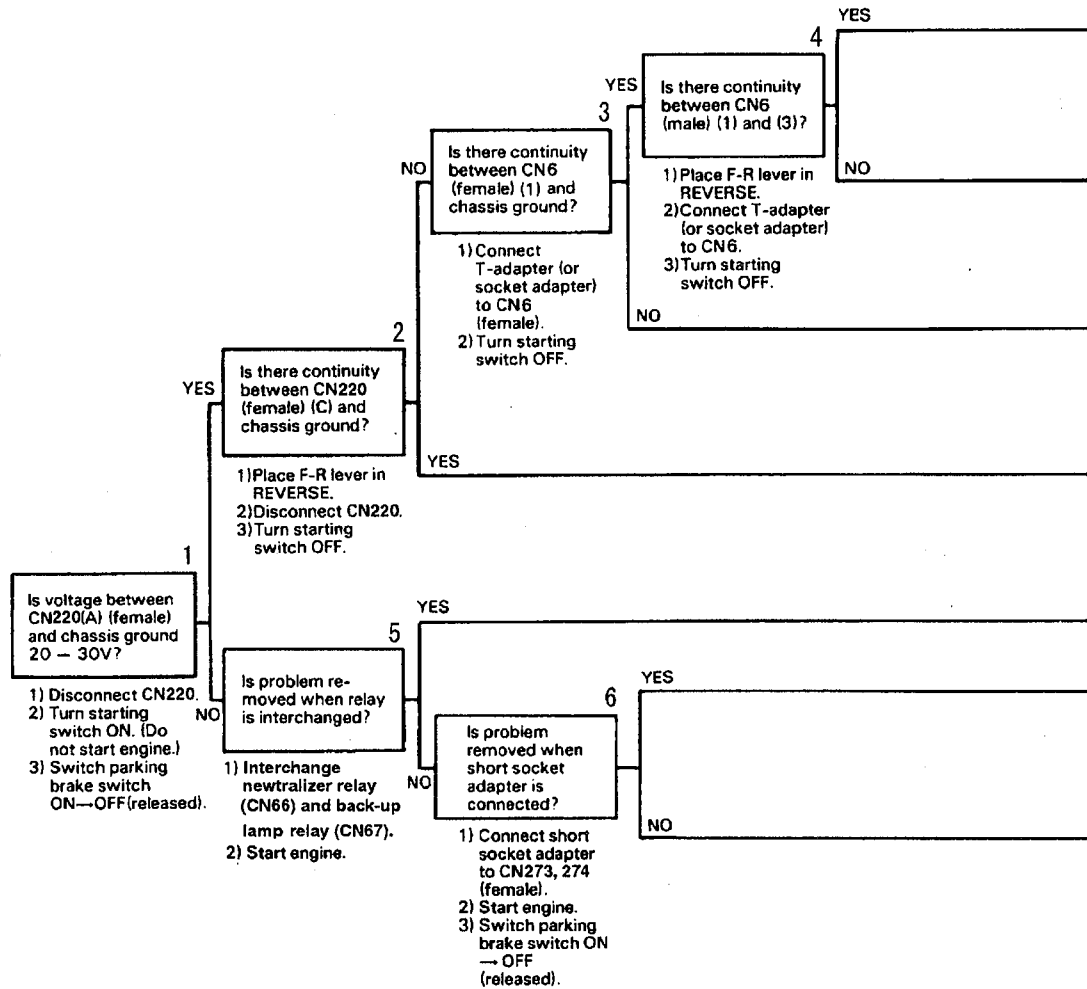 YES
4
Is there continuity
between CN6
(male) (1) and (3)?
YES
NO
1)Place F-R lever in
REVERSE.
2)Connect T-adapter
(or socket adapter)
to CN6.
3)Turn starting
switch OFF.
3
Is there continuity
between CN6
(female) (1) and
chassis ground?
NO
1)Connect
T-adapter (or
socket adapter)
to CN6
(female).
2) Turn starting
switch OFF.
NO
2
Is there continuity
between CN220
(female) (C) and
chassis ground?
YES
1)Place F-R lever in
REVERSE.
2)Disconnect CN220.
3)Turn starting
switch OFF.
YES
1
Is voltage between
CN220(A) (female)
and chassis ground
20 – 30V?
1) Disconnect CN220.
2) Turn starting
switch ON. (Do
not start engine.)
3) Switch parking
brake switch
ON→OFF(released).
NO
5
Is problem re-
moved when relay
is interchanged?
1) Interchange
newtralizer relay
(CN66) and back-up
lamp relay (CN67).
2) Start engine.
YES
NO
6
Is problem
removed when
short socket
adapter is
connected?
1) Connect short
socket adapter
to CN273, 274
(female).
2) Start engine.
3) Switch parking
brake switch ON
→ OFF
(released).
YES
NO